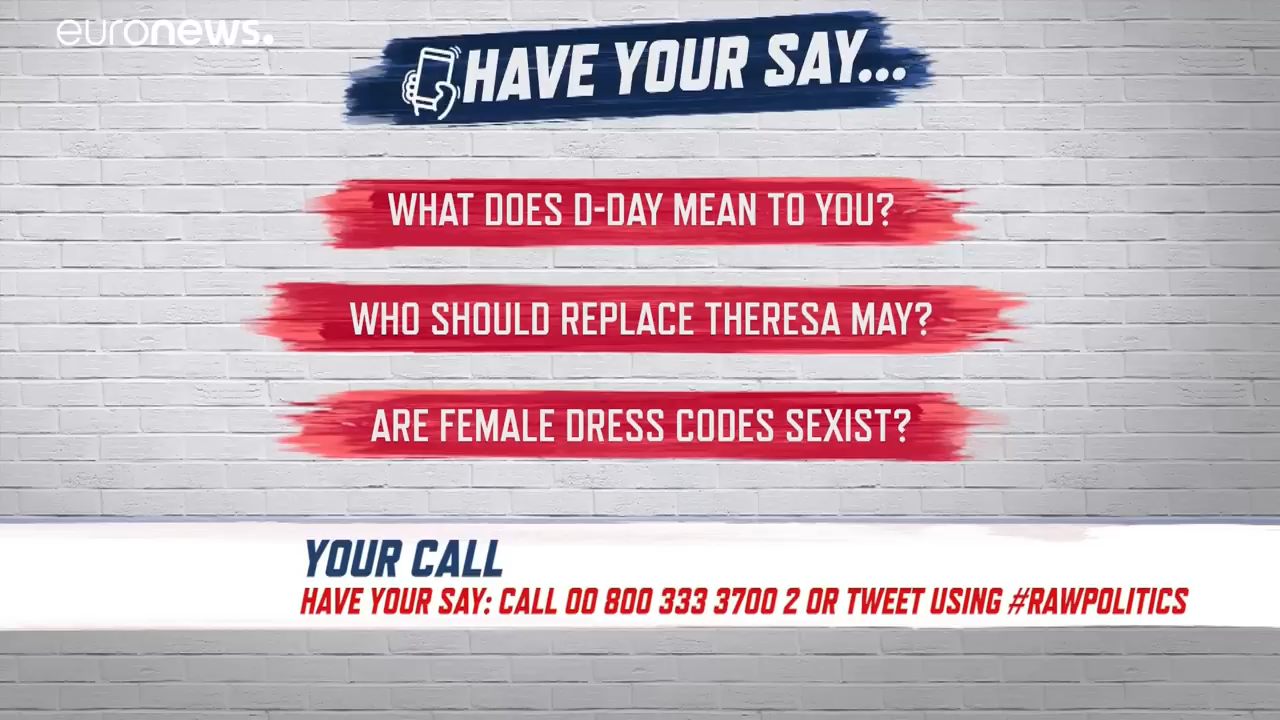 euronews.
HAVE YOUR SAY...
WHAT DOES D-DAY MEAN TO YOU?
WHO SHOULD REPLACE THERESA MAY?
ARE FEMALE DRESS CODES SEXIST?
YOUR CALL
HAVE YOUR SAY: CALL 00 800 333 3700 2 OR TWEET USING #RAWPOLITICS